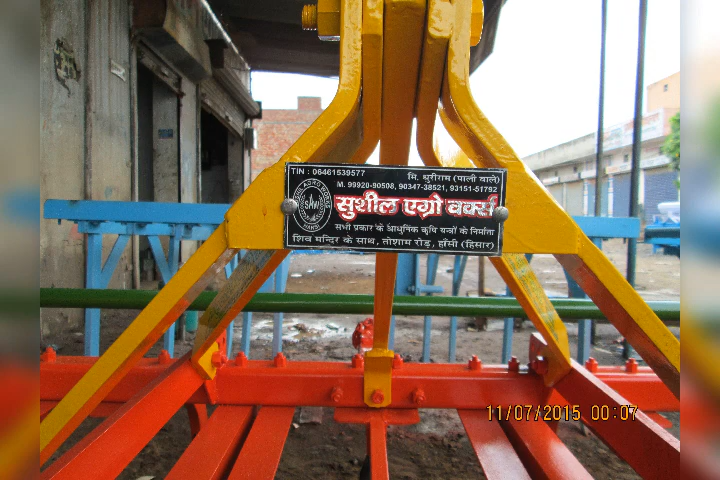 TIN : 06461539577
मि. धुरीराम (पाली वाले)
M. 99920-90508, 90347-38521, 93151-51792
SAW
सुशील एग्रो वर्क्स
सभी प्रकार के आधुनिक कृषि यन्त्रों के निर्माता
शिव मन्दिर के साथ, तोशाम रोड़, हाँसी (हिसार)
11/07/2015 00:07